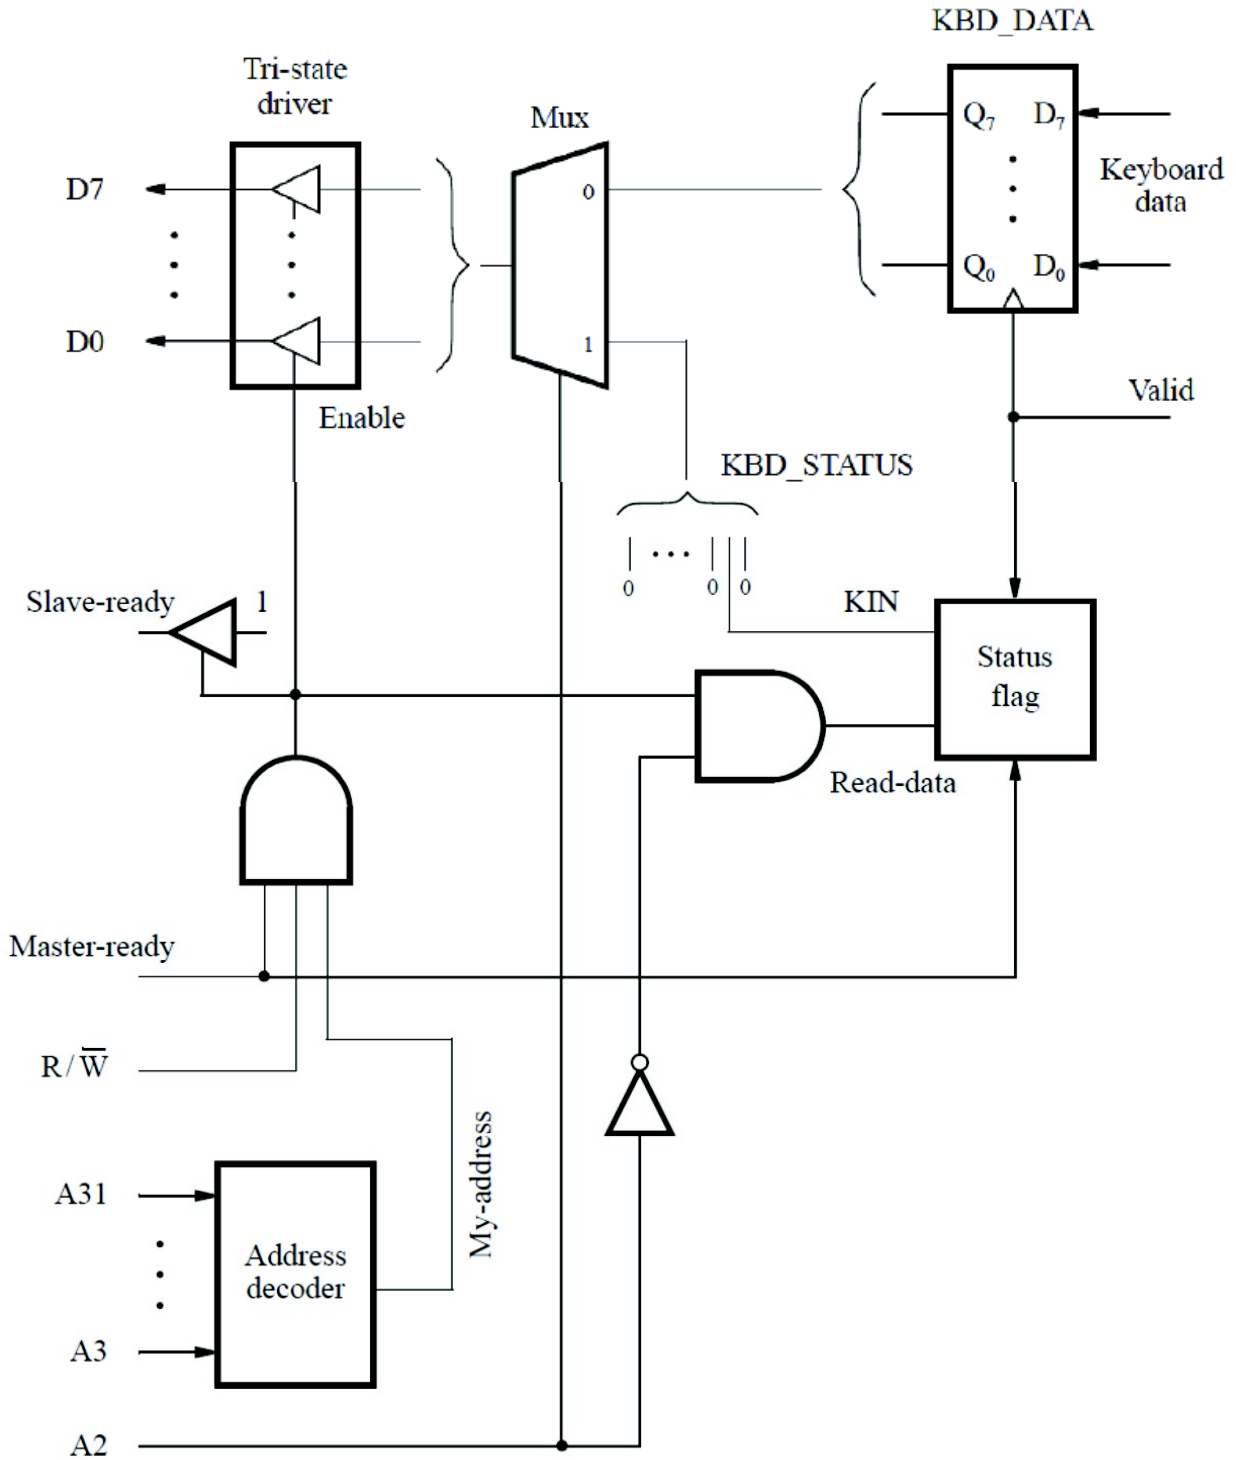 KBD_DATA
Tri-state
driver
Mux
Q7 D7
D7
0
Keyboard
data
Q0 D0
D0
1
Enable
Valid
KBD_STATUS
0 0 0
Slave-ready 1
KIN
Status
flag
Read-data
Master-ready
R/W̅
My-address
A31
Address
decoder
A3
A2